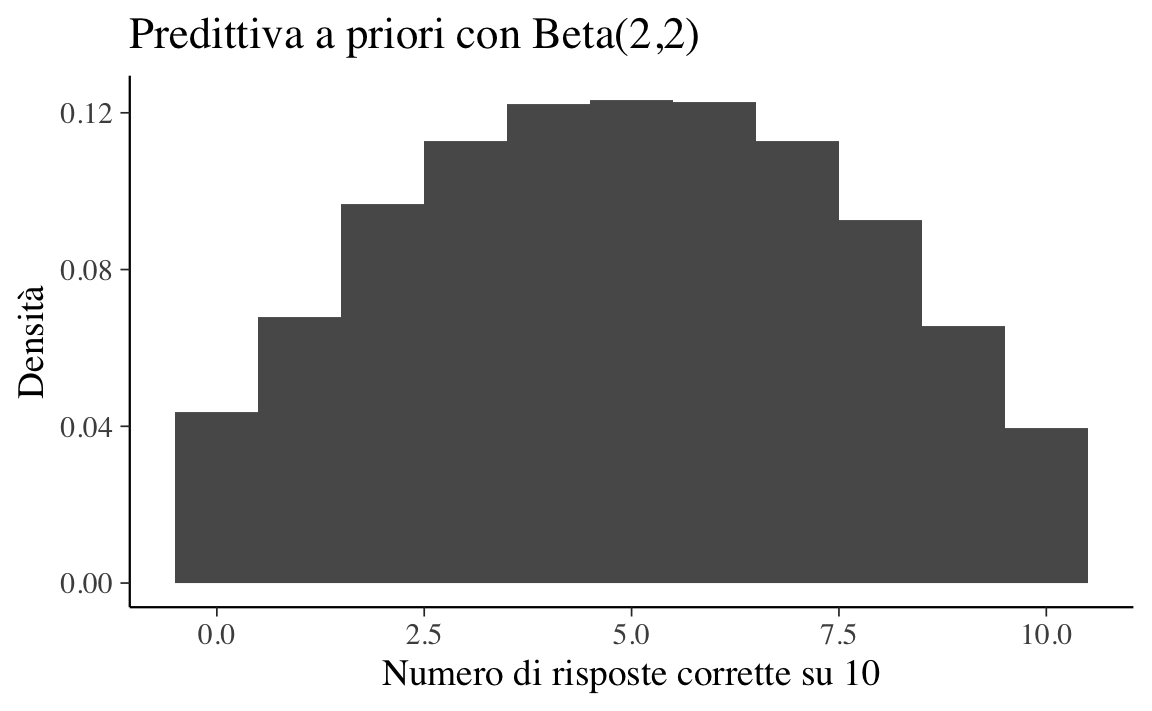 Predittiva a priori con Beta(2,2)
0.12
0.08
0.04
0.00
Densità
0.0 2.5 5.0 7.5 10.0
Numero di risposte corrette su 10